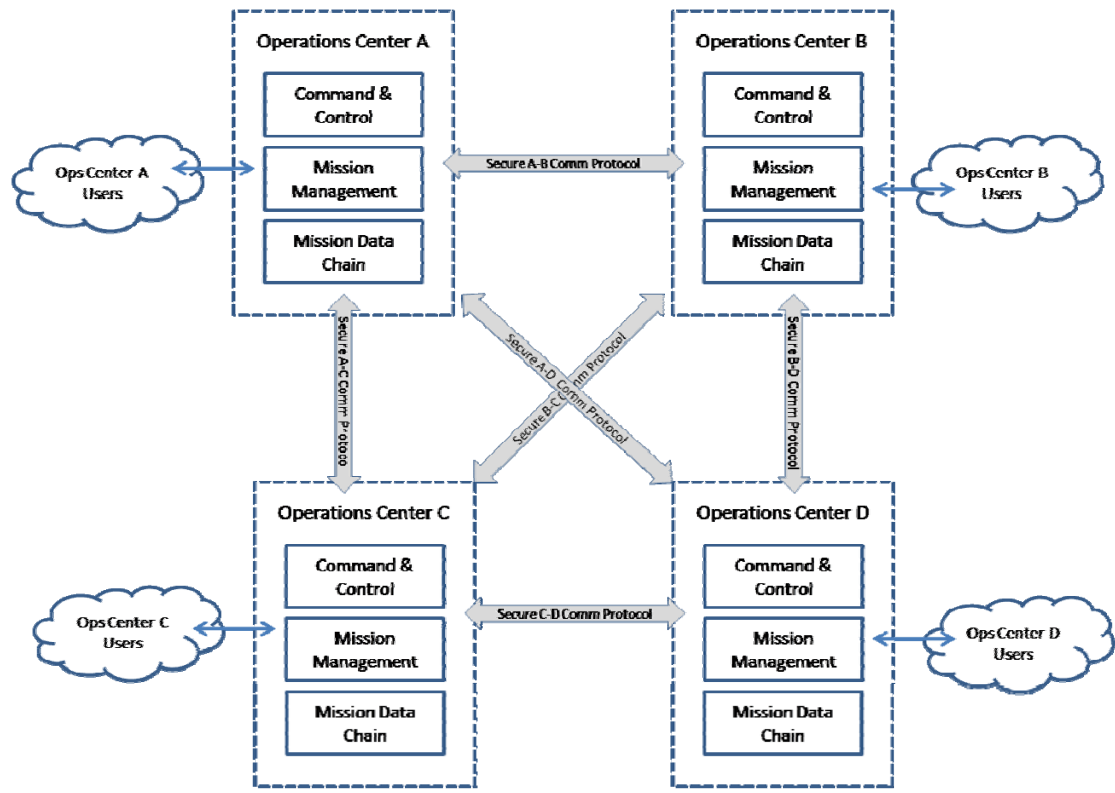 Operations Center A
Command &
Control
Mission
Management
Mission Data
Chain
Ops Center A
Users
Secure A-B Comm Protocol
Operations Center B
Command &
Control
Mission
Management
Mission Data
Chain
Ops Center B
Users
Secure A-C Comm Protoco
Secure A-D Comm Protocol
Secure B-C Comm Protocol
Secure B-D Comm Protocol
Operations Center C
Command &
Control
Mission
Management
Mission Data
Chain
Ops Center C
Users
Secure C-D Comm Protocol
Operations Center D
Command &
Control
Mission
Management
Mission Data
Chain
Ops Center D
Users